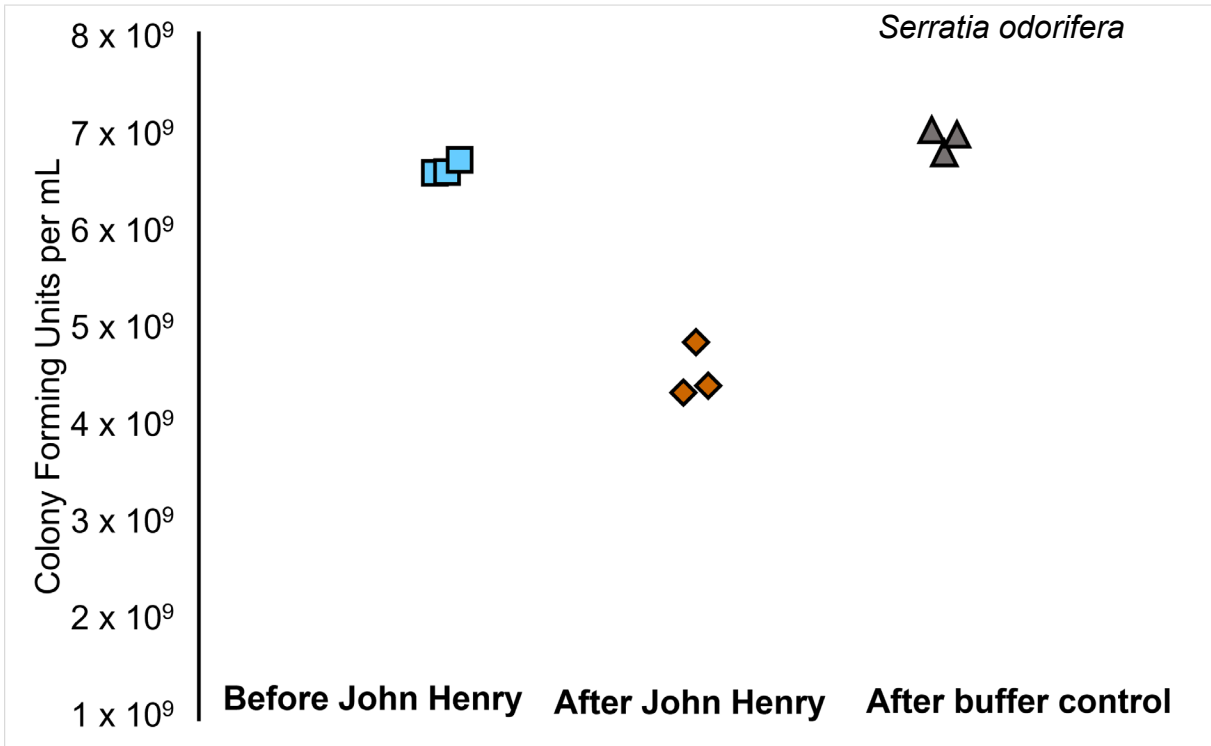 Serratia odorifera
Colony Forming Units per mL
8 x 10⁹
7 x 10⁹
6 x 10⁹
5 x 10⁹
4 x 10⁹
3 x 10⁹
2 x 10⁹
1 x 10⁹
Before John Henry
After John Henry
After buffer control